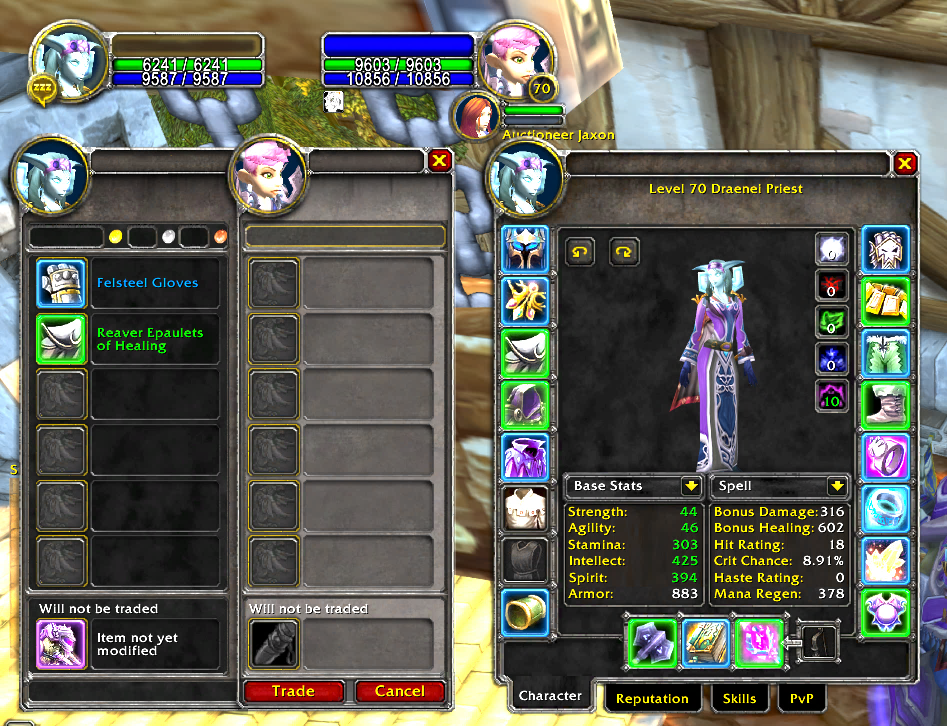 6241 / 6241
9587 / 9587
zzz
9603 / 9603
10856 / 10856
70
Auctioneer Jaxon
Felsteel Gloves
Reaver Epaulets
of Healing
Will not be traded
Item not yet
modified
Will not be traded
Trade
Cancel
S
Level 70 Draenei Priest
0
0
0
10
Base Stats
Strength: 44
Agility: 46
Stamina: 303
Intellect: 425
Spirit: 394
Armor: 883
Spell
Bonus Damage: 316
Bonus Healing: 602
Hit Rating: 18
Crit Chance: 8.91%
Haste Rating: 0
Mana Regen: 378
Character
Reputation
Skills
PvP